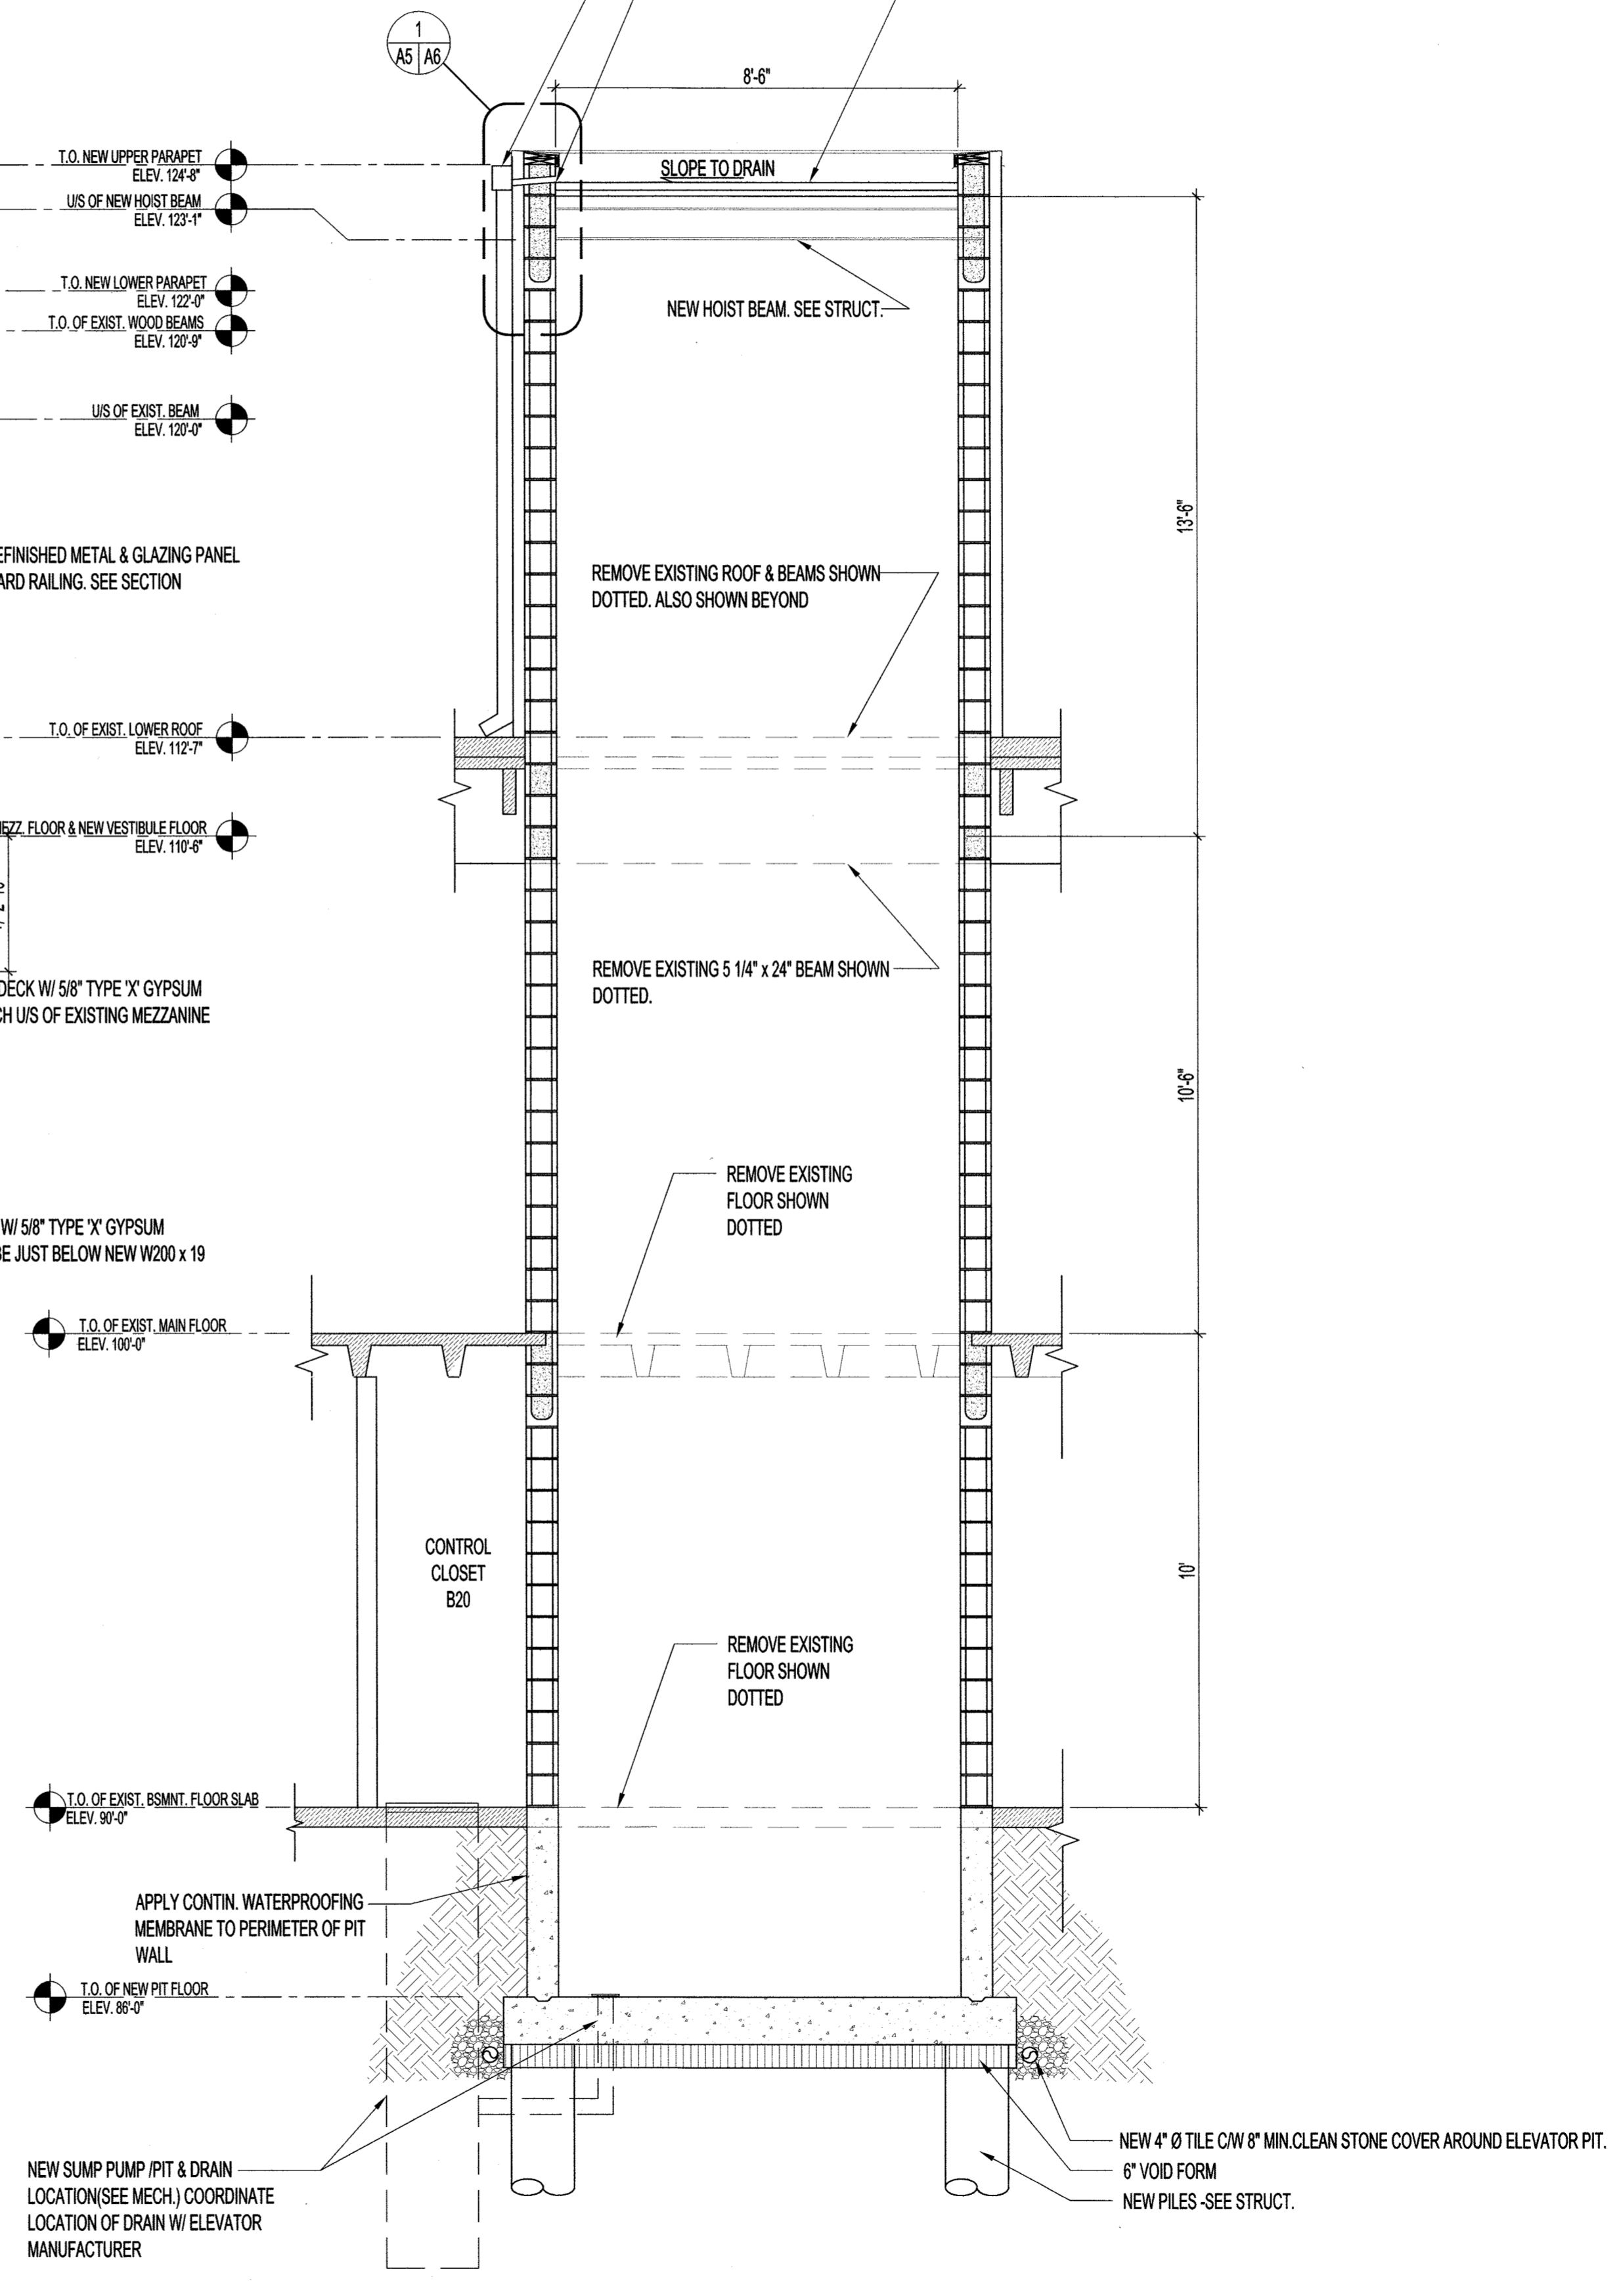 1
A5 A6
8'-6"
T.O. NEW UPPER PARAPET
ELEV. 124'-8"
SLOPE TO DRAIN
U/S OF NEW HOIST BEAM
ELEV. 123'-1"
T.O. NEW LOWER PARAPET
ELEV. 122'-0"
NEW HOIST BEAM. SEE STRUCT.
T.O. OF EXIST. WOOD BEAMS
ELEV. 120'-9"
U/S OF EXIST. BEAM
ELEV. 120'-0"
13'-6"
EFINISHED METAL & GLAZING PANEL
ARD RAILING. SEE SECTION
REMOVE EXISTING ROOF & BEAMS SHOWN
DOTTED. ALSO SHOWN BEYOND
T.O. OF EXIST. LOWER ROOF
ELEV. 112'-7"
MEZZ. FLOOR & NEW VESTIBULE FLOOR
ELEV. 110'-6"
REMOVE EXISTING 5 1/4" x 24" BEAM SHOWN
DOTTED.
DECK W/ 5/8" TYPE 'X' GYPSUM
CH U/S OF EXISTING MEZZANINE
10'-6"
REMOVE EXISTING
FLOOR SHOWN
DOTTED
W/ 5/8" TYPE 'X' GYPSUM
BE JUST BELOW NEW W200 x 19
T.O. OF EXIST. MAIN FLOOR
ELEV. 100'-0"
CONTROL
CLOSET
B20
10'
REMOVE EXISTING
FLOOR SHOWN
DOTTED
T.O. OF EXIST. BSMNT. FLOOR SLAB
ELEV. 90'-0"
APPLY CONTIN. WATERPROOFING
MEMBRANE TO PERIMETER OF PIT
WALL
T.O. OF NEW PIT FLOOR
ELEV. 86'-0"
NEW 4" Ø TILE C/W 8" MIN.CLEAN STONE COVER AROUND ELEVATOR PIT.
6" VOID FORM
NEW PILES -SEE STRUCT.
NEW SUMP PUMP /PIT & DRAIN
LOCATION(SEE MECH.) COORDINATE
LOCATION OF DRAIN W/ ELEVATOR
MANUFACTURER